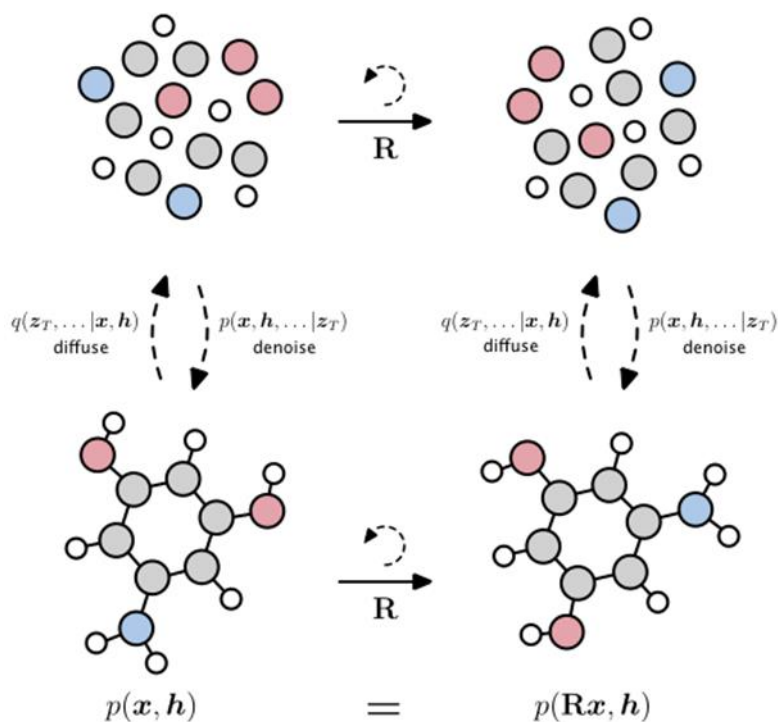 R
q(z_T, ... |x, h)
diffuse
p(x, h, ... |z_T)
denoise
q(z_T, ... |x, h)
diffuse
p(x, h, ... |z_T)
denoise
R
p(x, h) = p(Rx, h)